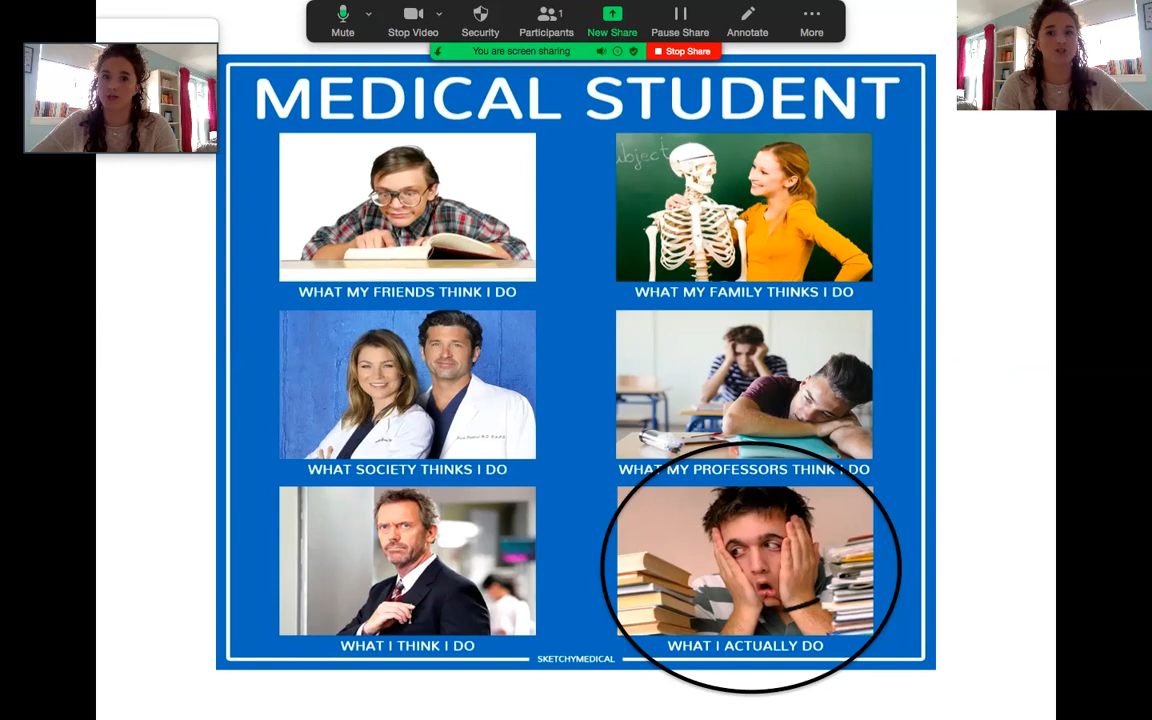 Mute
Stop Video
Security
Participants
1
New Share
Pause Share
Annotate
More
You are screen sharing
Stop Share
MEDICAL STUDENT
ubject
WHAT MY FRIENDS THINK I DO
WHAT MY FAMILY THINKS I DO
WHAT SOCIETY THINKS I DO
WHAT MY PROFESSORS THINK I DO
WHAT I THINK I DO
WHAT I ACTUALLY DO
SKETCHYMEDICAL